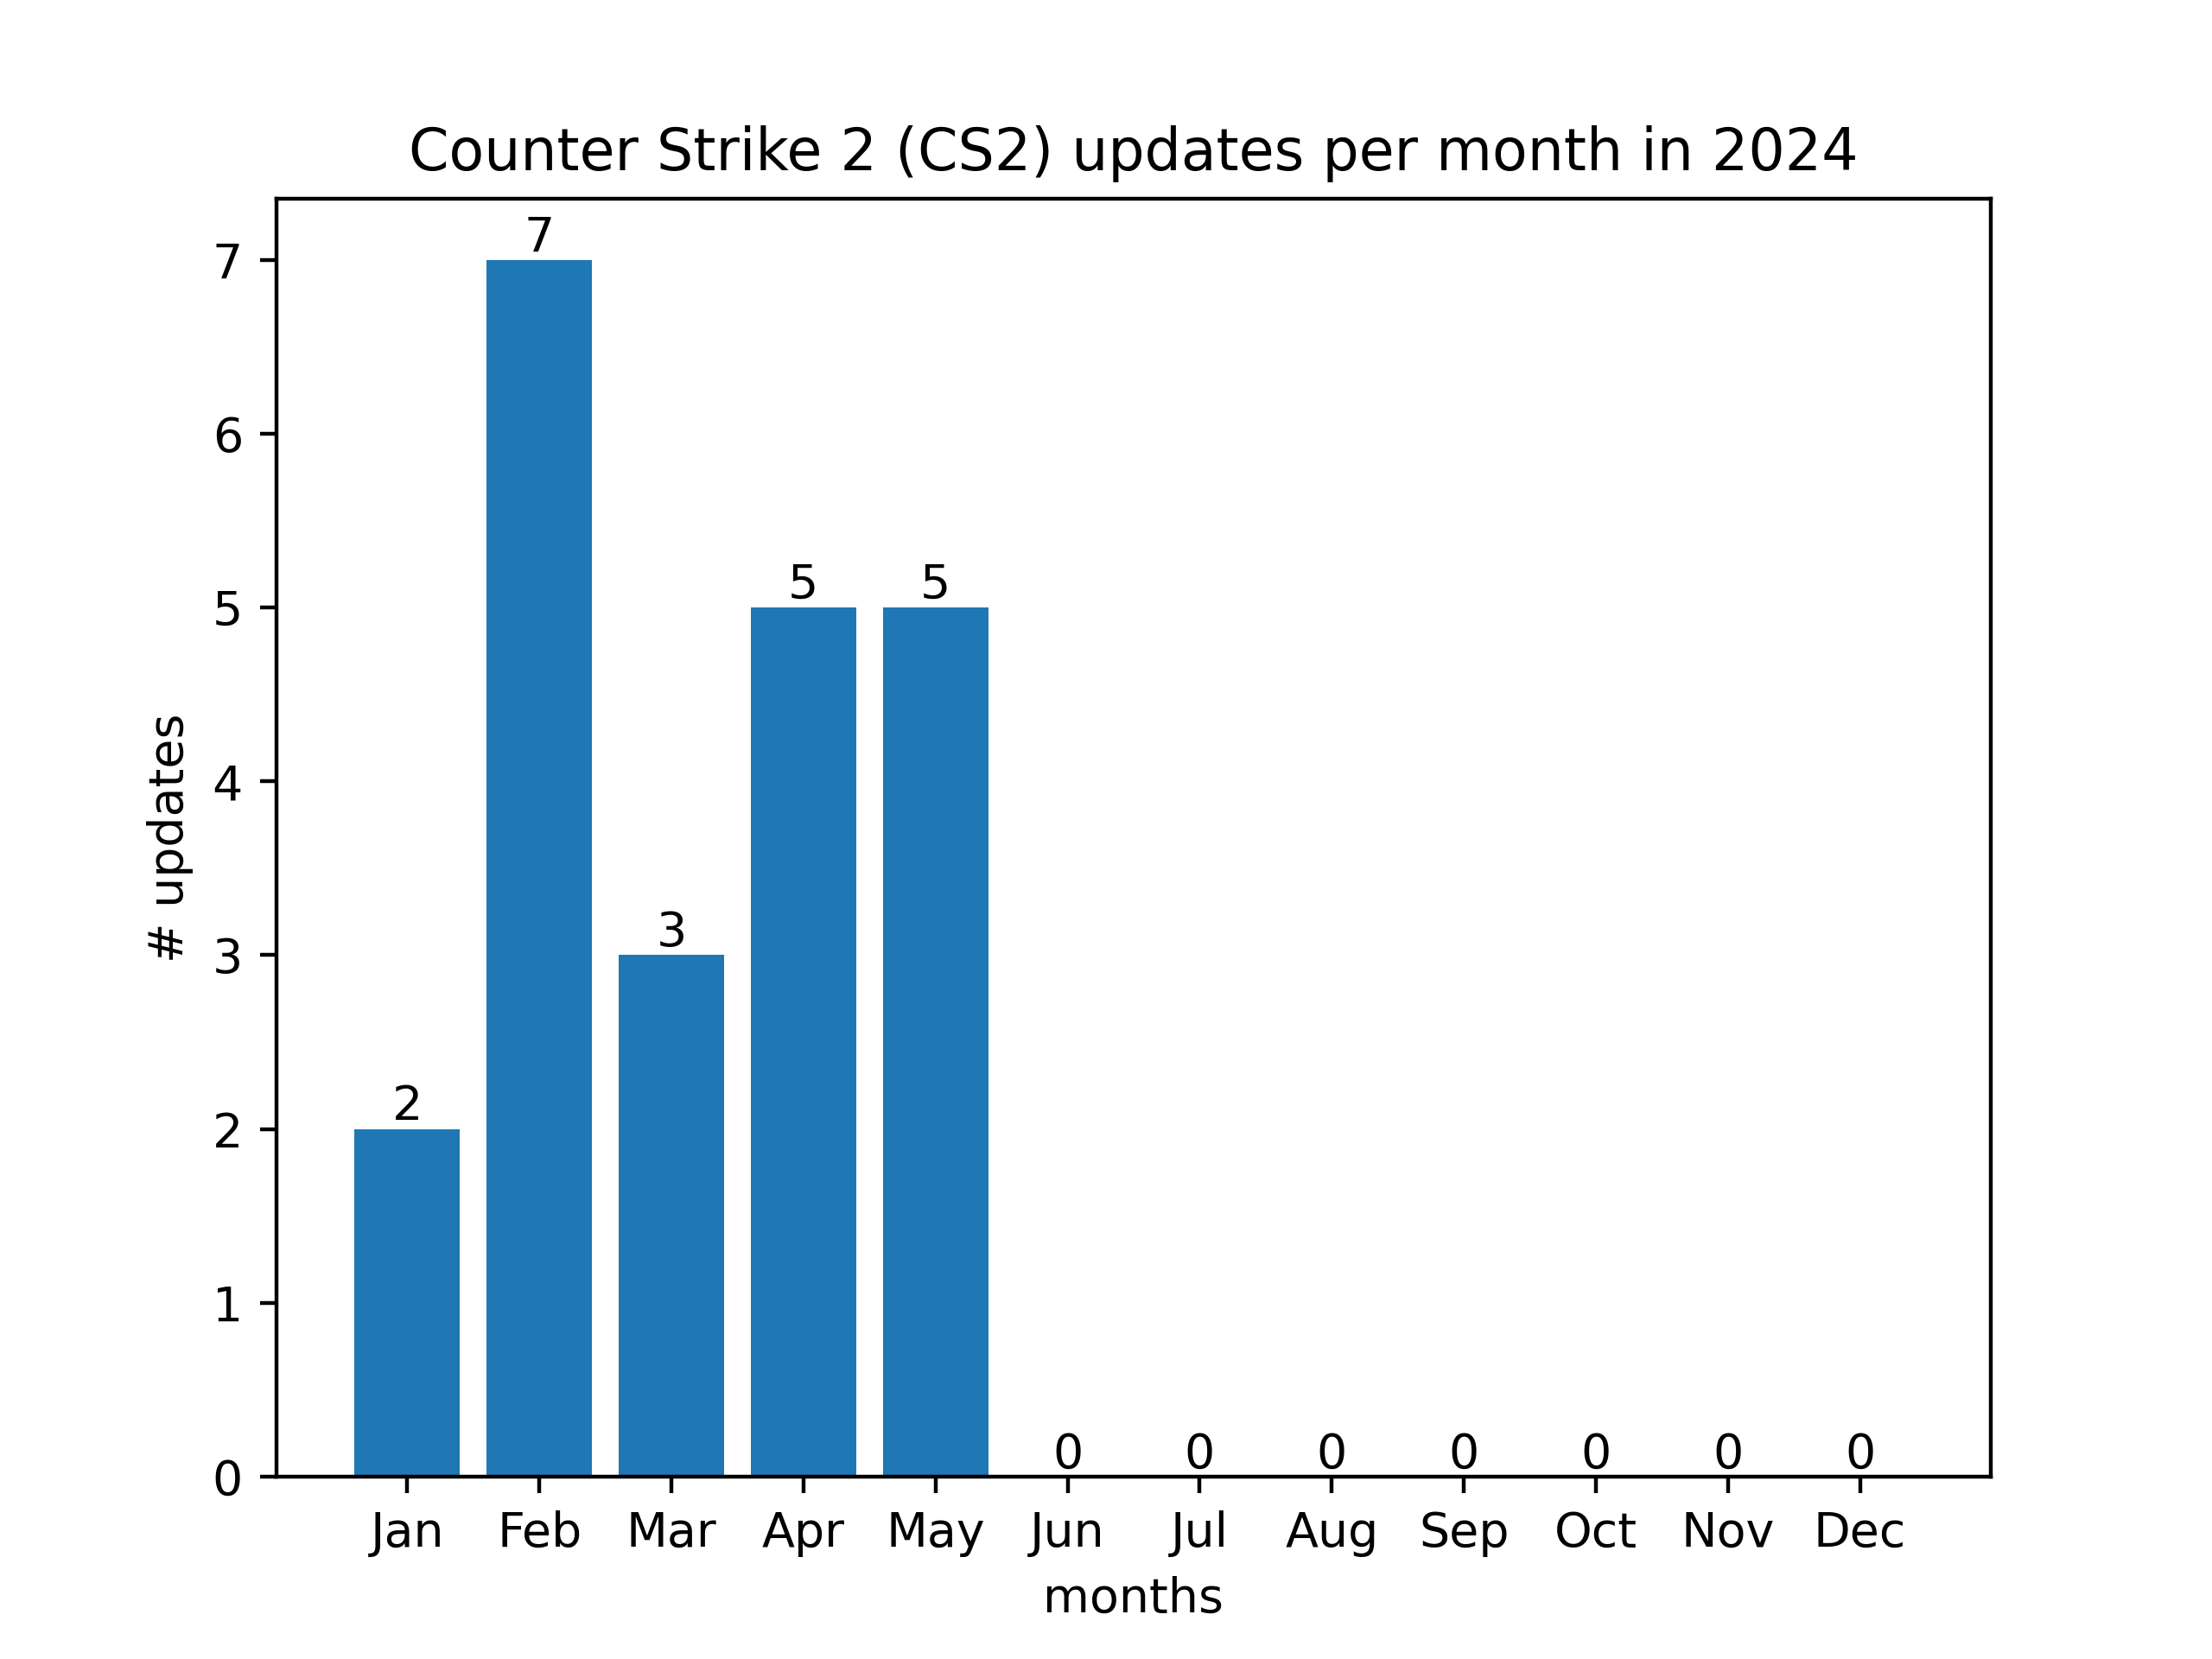 Counter Strike 2 (CS2) updates per month in 2024
7
7
6
5
5
5
4
# updates
3
3
2
2
1
0
0 0 0 0 0 0 0
Jan Feb Mar Apr May Jun Jul Aug Sep Oct Nov Dec
months